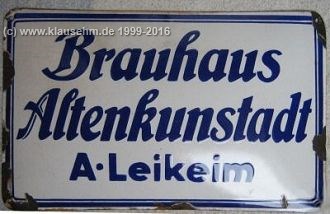 (c) www.klausehm.de 1999-2016
Brauhaus
Altenkunstadt
A·Leikeim